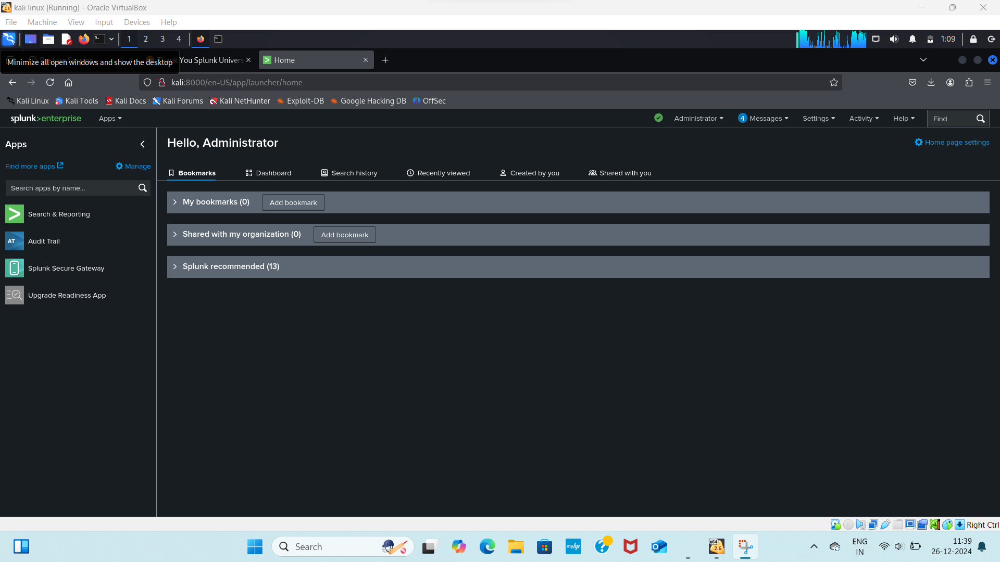 kali linux [Running] - Oracle VirtualBox
File Machine View Input Devices Help
1 2 3 4
1:09
Minimize all open windows and show the desktop
You Splunk Univers
Home
kali:8000/en-US/app/launcher/home
Kali Linux Kali Tools Kali Docs Kali Forums Kali NetHunter Exploit-DB Google Hacking DB OffSec
splunk>enterprise Apps
Administrator 4 Messages Settings Activity Help Find
Apps
Hello, Administrator
Home page settings
Find more apps Manage
Bookmarks Dashboard Search history Recently viewed Created by you Shared with you
Search apps by name...
My bookmarks (0) Add bookmark
Search & Reporting
Shared with my organization (0) Add bookmark
AT Audit Trail
Splunk recommended (13)
Splunk Secure Gateway
Upgrade Readiness App
Right Ctrl
Search
myhp
x64 2.6
ENG
IN
11:39
26-12-2024